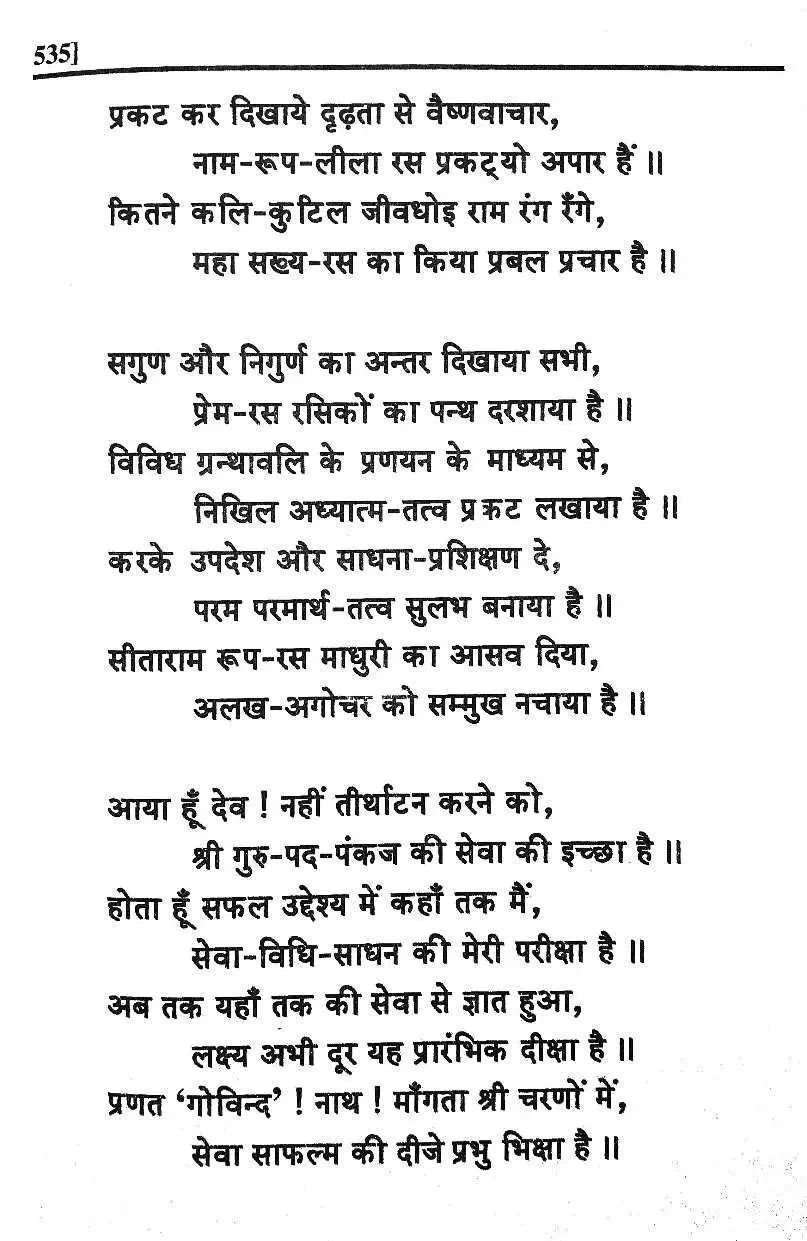 535]
प्रकट कर दिखाये दृढ़ता से वैष्णवाचार,
नाम-रूप-लीला रस प्रकट्यो अपार हैं ॥
कितने कलि-कुटिल जीवधोइ राम रंग रँगे,
महा सख्य-रस का किया प्रबल प्रचार है ॥
सगुण और निगुर्ण का अन्तर दिखाया सभी,
प्रेम-रस रसिकों का पन्थ दरशाया है ॥
विविध ग्रन्थावलि के प्रणयन के माध्यम से,
निखिल अध्यात्म-तत्व प्रकट लखाया है ॥
करके उपदेश और साधना-प्रशिक्षण दे,
परम परमार्थ-तत्व सुलभ बनाया है ॥
सीताराम रूप-रस माधुरी का आसव दिया,
अलख-अगोचर को सम्मुख नचाया है ॥
आया हूँ देव ! नहीं तीर्थाटन करने को,
श्री गुरु-पद-पंकज की सेवा की इच्छा है ॥
होता हूँ सफल उद्देश्य में कहाँ तक मैं,
सेवा-विधि-साधन की मेरी परीक्षा है ॥
अब तक यहाँ तक की सेवा से ज्ञात हुआ,
लक्ष्य अभी दूर यह प्रारंभिक दीक्षा है ॥
प्रणत ‘गोविन्द’ ! नाथ ! माँगता श्री चरणों में,
सेवा साफल्म की दीजे प्रभु भिक्षा है ॥